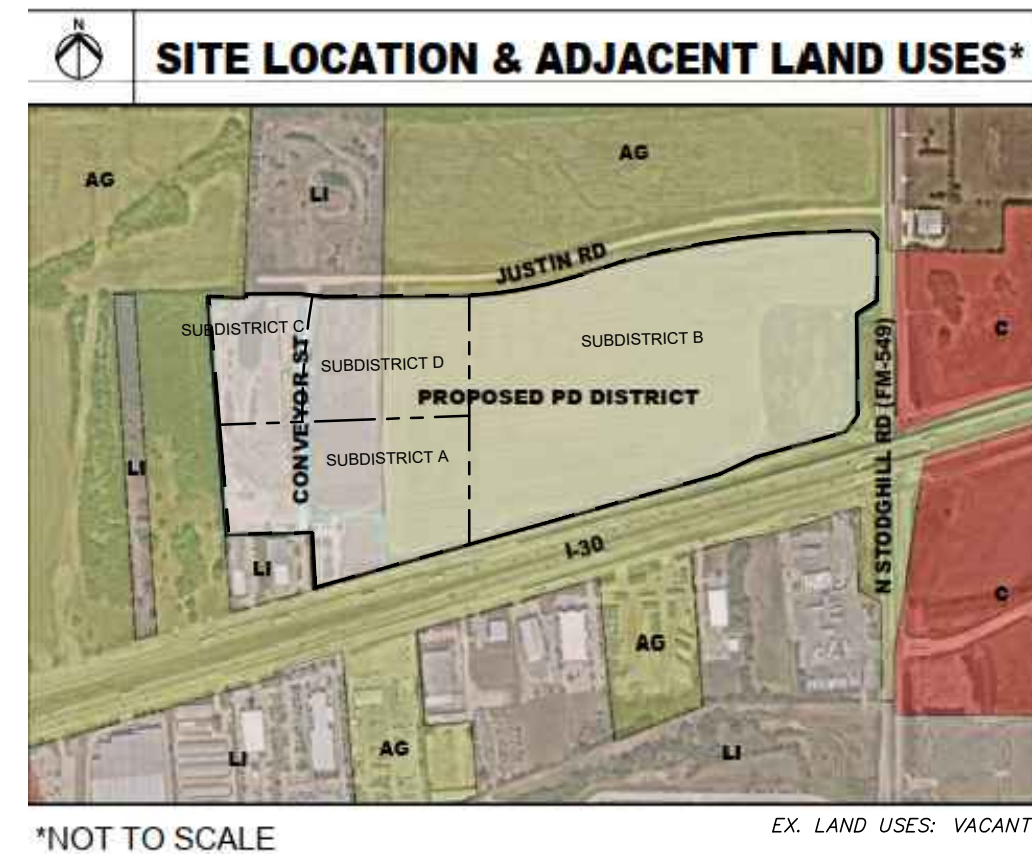 N
SITE LOCATION & ADJACENT LAND USES*
AG
AG
LI
JUSTIN RD
SUBDISTRICT C
CONVEYOR ST
SUBDISTRICT D
SUBDISTRICT B
C
PROPOSED PD DISTRICT
N STODGHILL RD (FM-549)
SUBDISTRICT A
LI
I-30
LI
C
AG
LI
AG
LI
*NOT TO SCALE
EX. LAND USES: VACANT